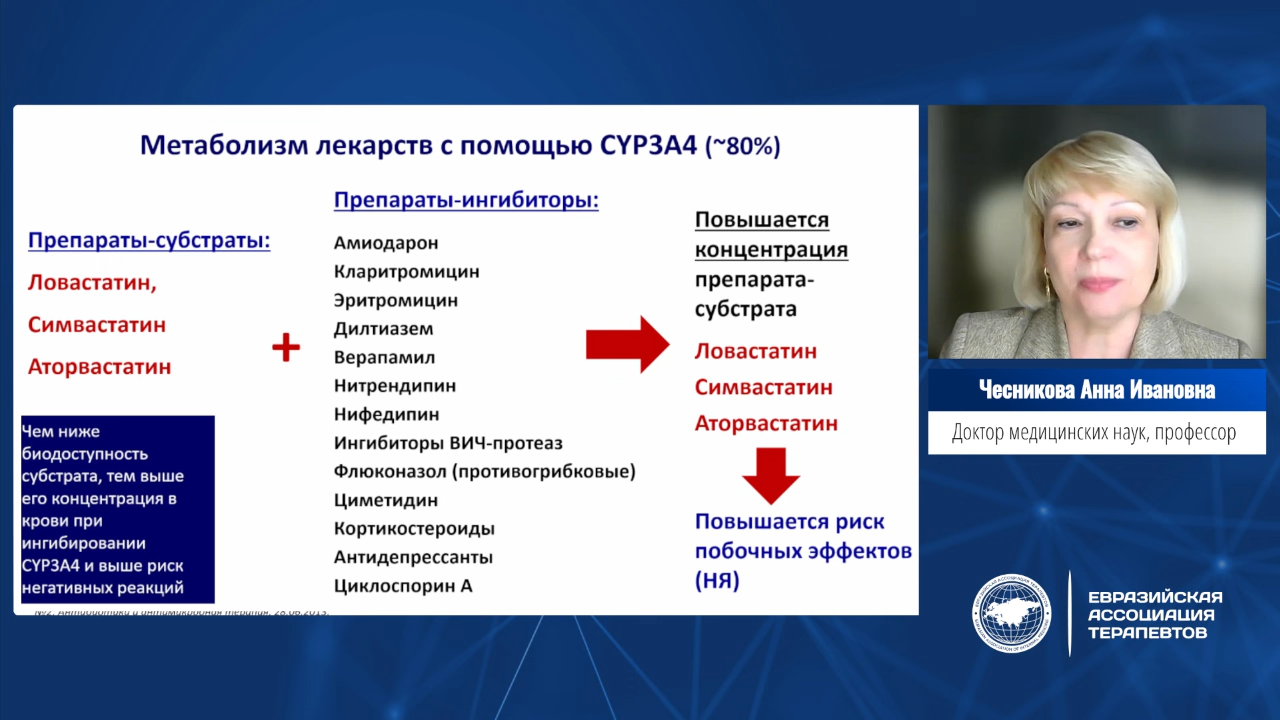 Метаболизм лекарств с помощью CYP3A4 (~80%)
Препараты-субстраты:
Ловастатин,
Симвастатин
Аторвастатин
+
Препараты-ингибиторы:
Амиодарон
Кларитромицин
Эритромицин
Дилтиазем
Верапамил
Нитрендипин
Нифедипин
Ингибиторы ВИЧ-протеаз
Флюконазол (противогрибковые)
Циметидин
Кортикостероиды
Антидепрессанты
Циклоспорин А
Повышается
концентрация
препарата-
субстрата
Ловастатин
Симвастатин
Аторвастатин
Повышается риск
побочных эффектов
(НЯ)
Чем ниже
биодоступность
субстрата, тем выше
его концентрация в
крови при
ингибировании
CYP3A4 и выше риск
негативных реакций
Чесникова Анна Ивановна
Доктор медицинских наук, профессор
ЕВРАЗИЙСКАЯ
АССОЦИАЦИЯ
ТЕРАПЕВТОВ